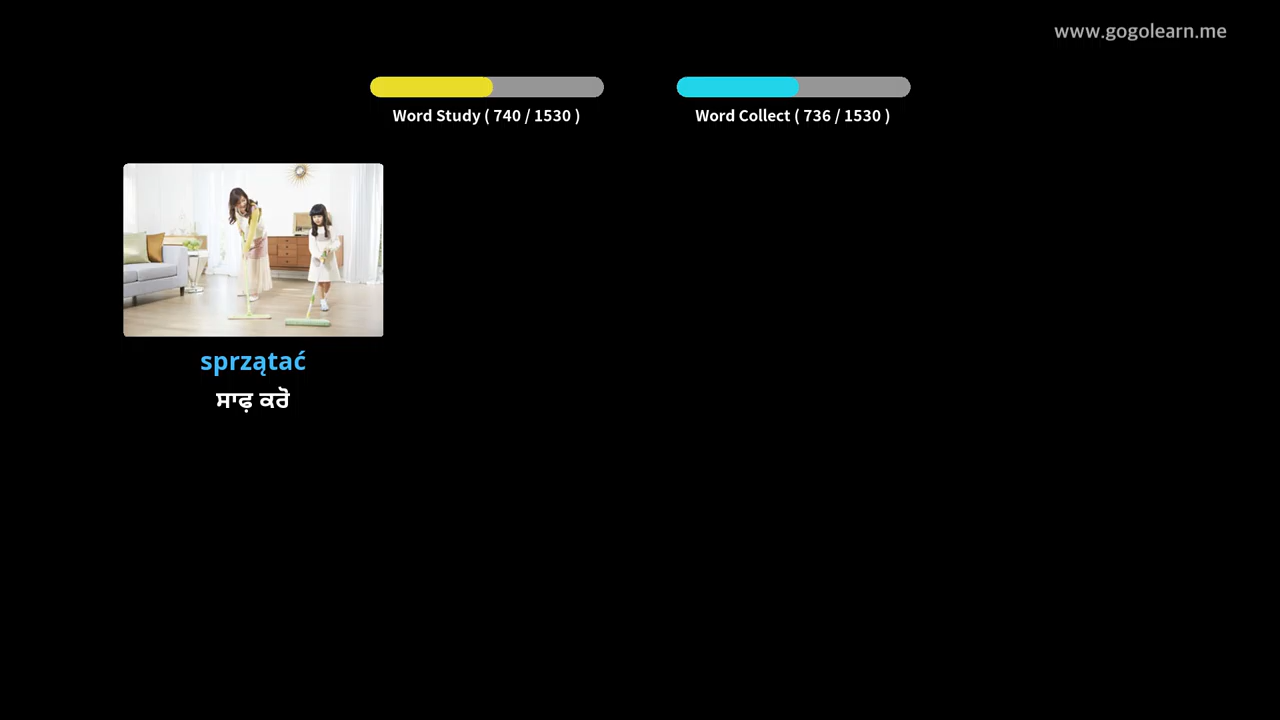 www.gogolearn.me
Word Study ( 740 / 1530 )
Word Collect ( 736 / 1530 )
sprzątać
ਸਾਫ਼ ਕਰੋ